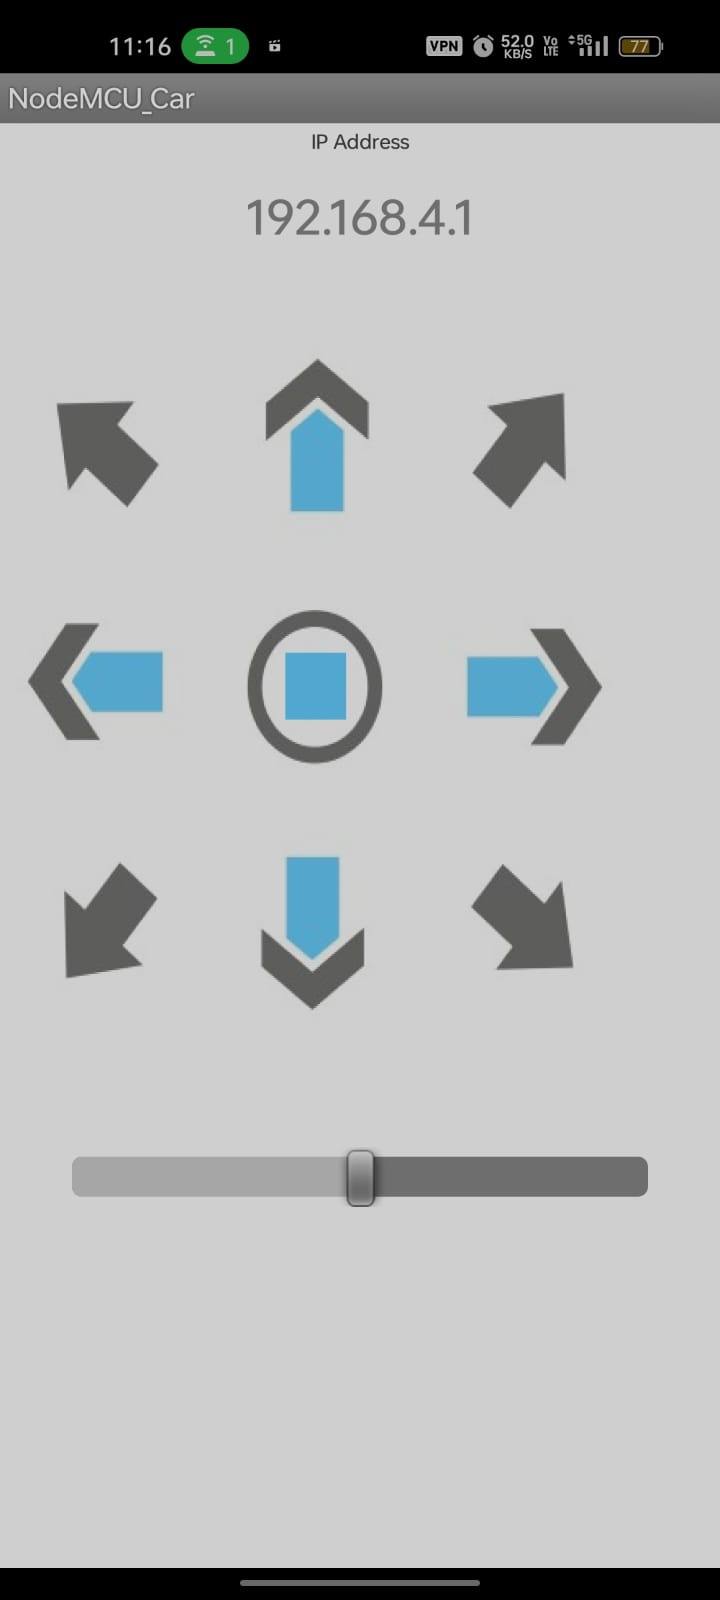 11:16 1 VPN 52.0 KB/S Vo LTE 5G 77
NodeMCU_Car
IP Address
192.168.4.1